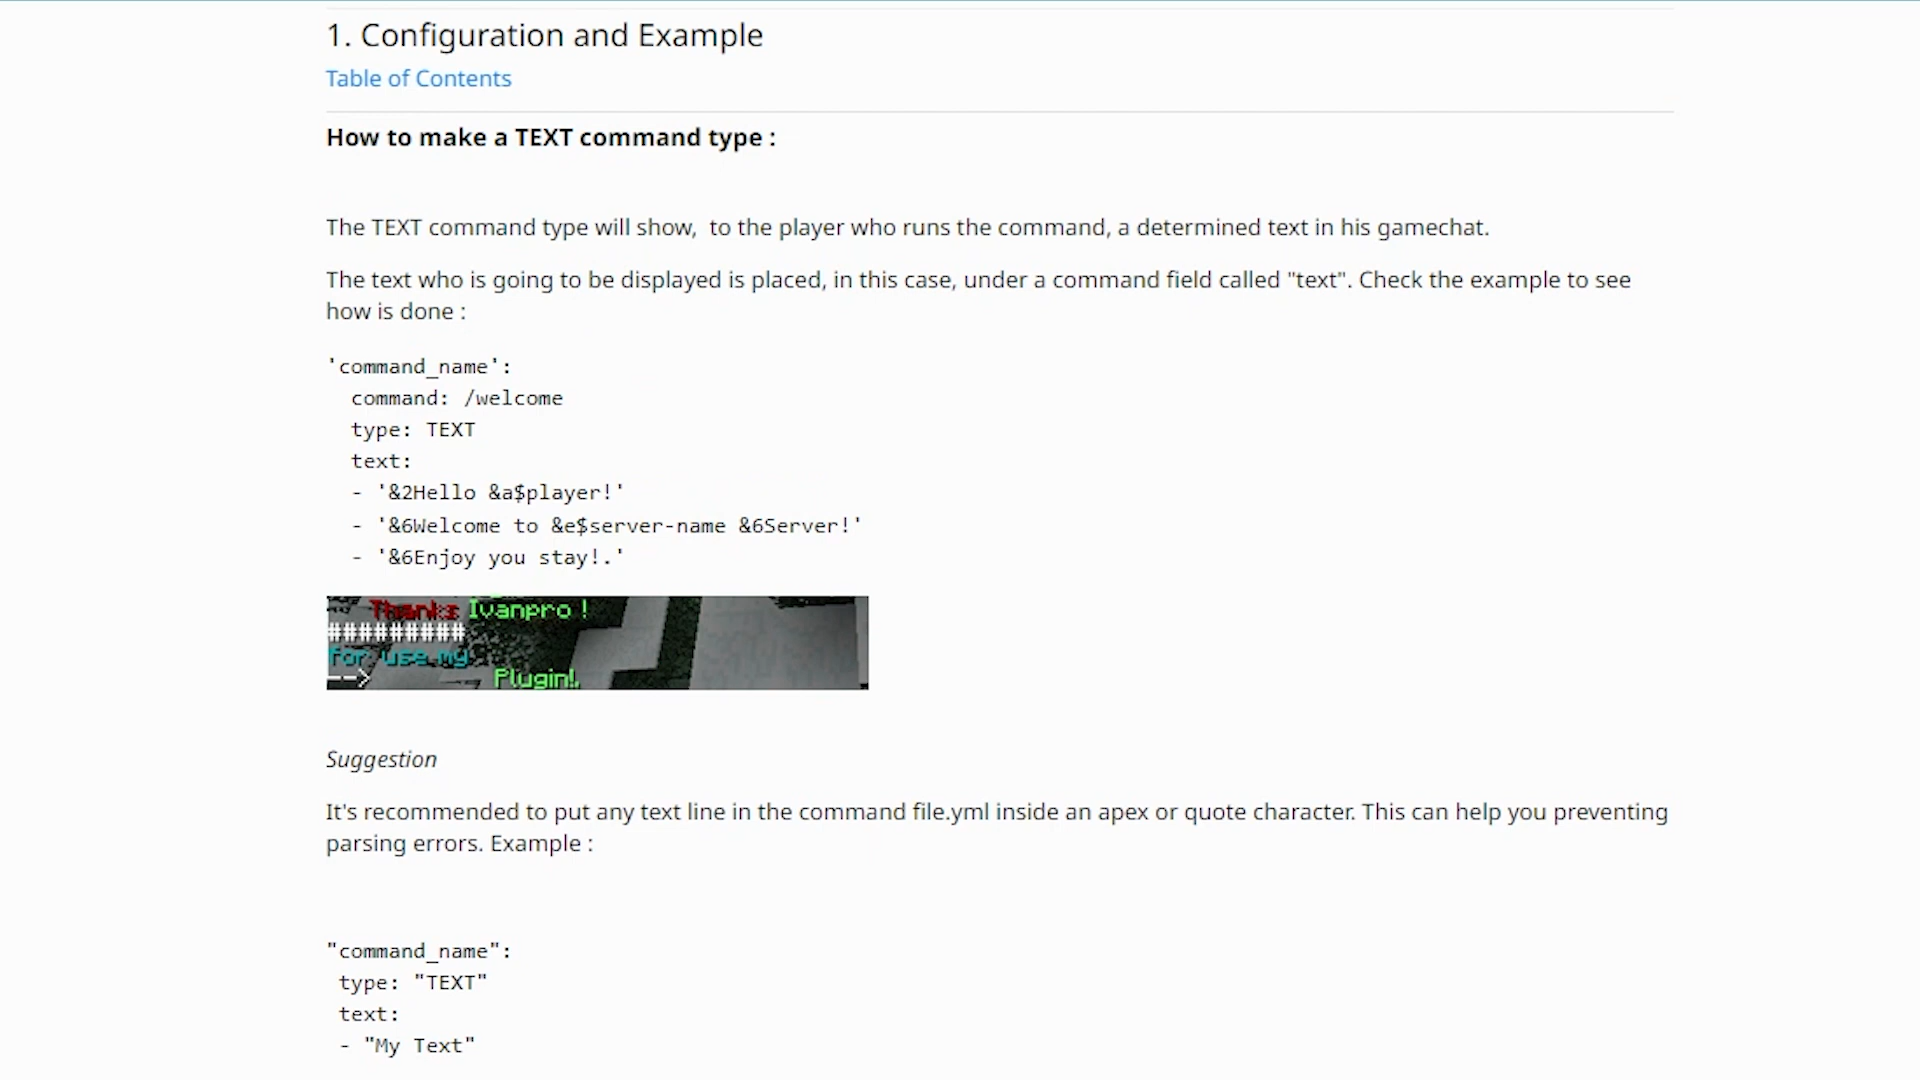 1. Configuration and Example
Table of Contents
How to make a TEXT command type :
The TEXT command type will show,  to the player who runs the command, a determined text in his gamechat.
The text who is going to be displayed is placed, in this case, under a command field called "text". Check the example to see
how is done :
'command_name':
  command: /welcome
  type: TEXT
  text:
  - '&2Hello &a$player!'
  - '&6Welcome to &e$server-name &6Server!'
  - '&6Enjoy you stay!.'
Thanks Ivanpro !
#########
for use my
--> Plugin!.
Suggestion
It's recommended to put any text line in the command file.yml inside an apex or quote character. This can help you preventing
parsing errors. Example :
"command_name":
 type: "TEXT"
 text:
 - "My Text"